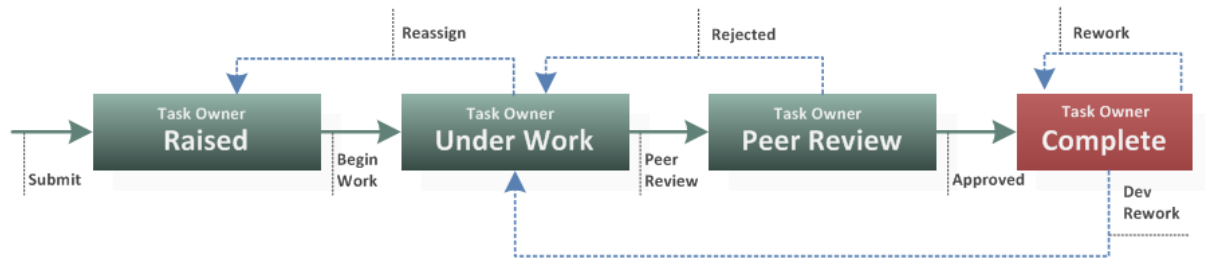 Reassign
Rejected
Rework
Task Owner
Raised
Task Owner
Under Work
Task Owner
Peer Review
Task Owner
Complete
Submit
Begin
Work
Peer
Review
Approved
Dev
Rework